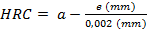 HRC = a - e (mm) / 0,002 (mm)